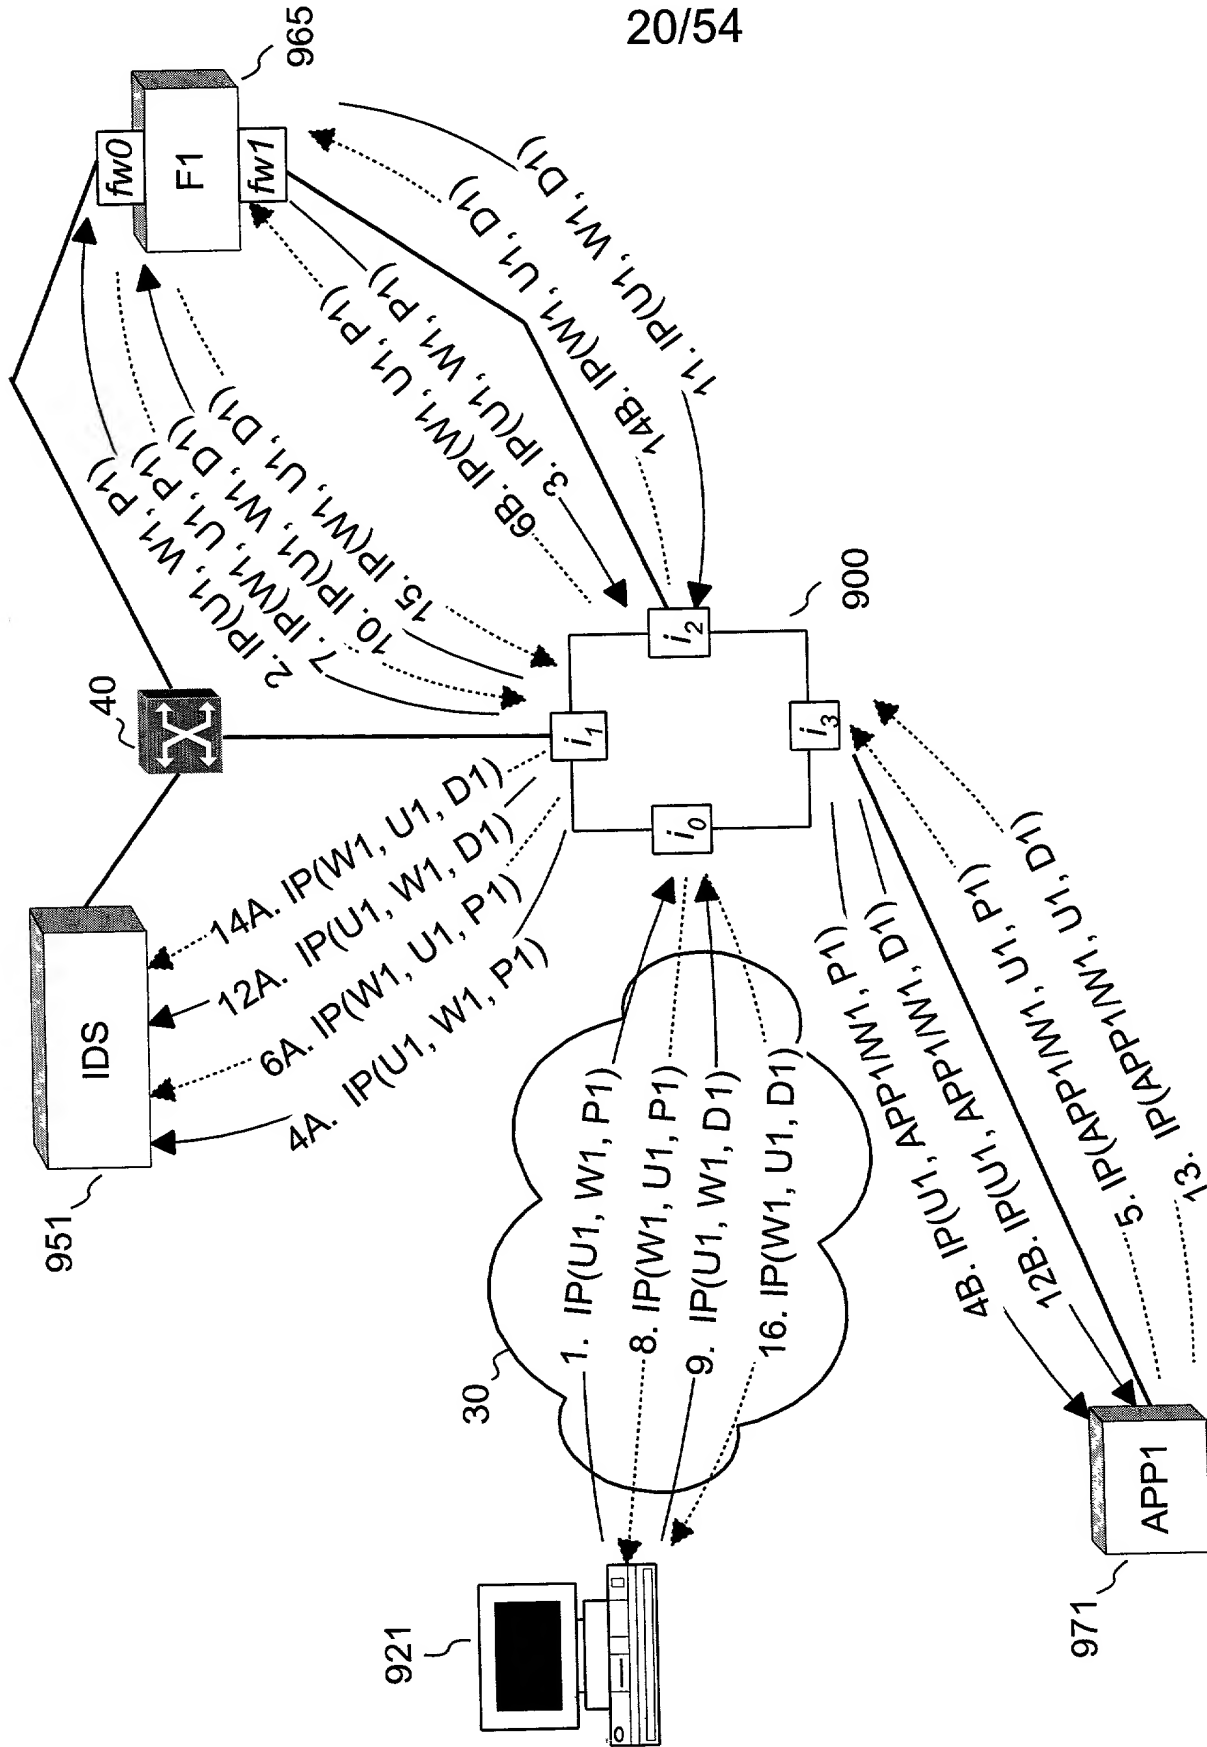 20/54
965
fw0
F1
fw1
40
IDS
951
2. IP(U1, W1, P1)
7. IP(W1, U1, P1)
10. IP(U1, W1, D1)
15. IP(W1, U1, D1)
6B. IP(W1, U1, P1)
3. IP(U1, W1, P1)
14B. IP(W1, U1, D1)
11. IP(U1, W1, D1)
14A. IP(W1, U1, D1)
12A. IP(U1, W1, D1)
6A. IP(W1, U1, P1)
4A. IP(U1, W1, P1)
i1
i2
i0
i3
900
30
1. IP(U1, W1, P1)
8. IP(W1, U1, P1)
9. IP(U1, W1, D1)
16. IP(W1, U1, D1)
921
4B. IP(U1, APP1/W1, P1)
12B. IP(U1, APP1/W1, D1)
5. IP(APP1/W1, U1, P1)
13. IP(APP1/W1, U1, D1)
APP1
971